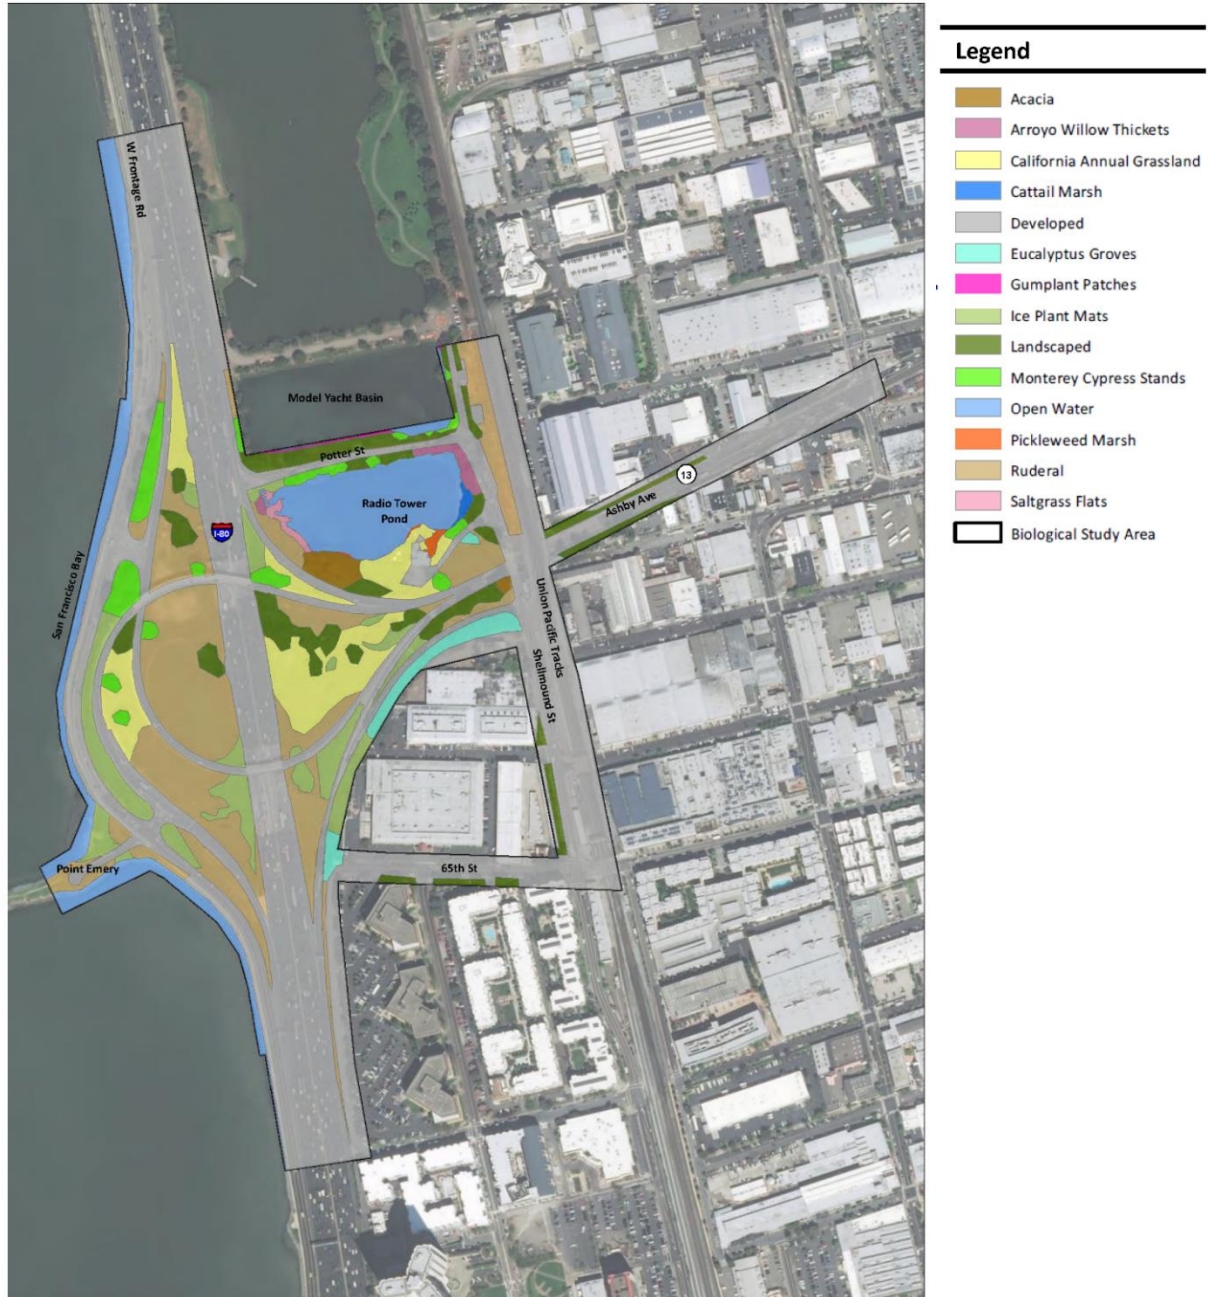 W Frontage Rd
Model Yacht Basin
Potter St
Radio Tower
Pond
I-80
13
Ashby Ave
San Francisco Bay
Union Pacific Tracks
Shellmound St
Point Emery
65th St
Legend
Acacia
Arroyo Willow Thickets
California Annual Grassland
Cattail Marsh
Developed
Eucalyptus Groves
Gumplant Patches
Ice Plant Mats
Landscaped
Monterey Cypress Stands
Open Water
Pickleweed Marsh
Ruderal
Saltgrass Flats
Biological Study Area